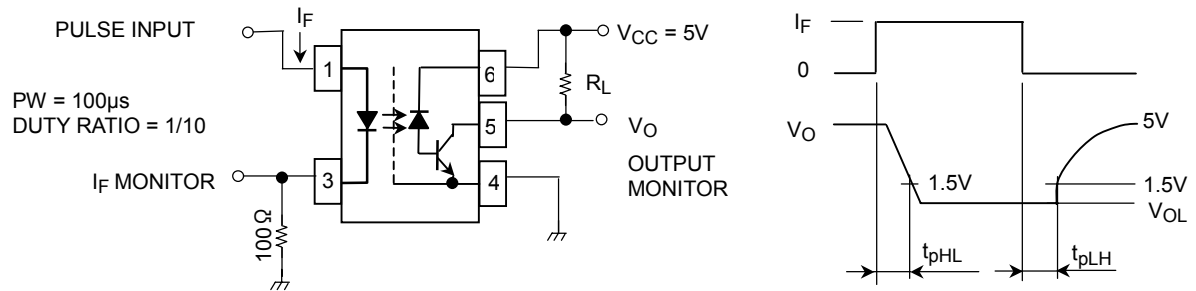 PULSE INPUT
IF
VCC = 5V
1
6
RL
PW = 100μs
DUTY RATIO = 1/10
5
VO
OUTPUT
MONITOR
IF MONITOR
3
4
100Ω
IF
0
VO
5V
1.5V
1.5V
VOL
tpHL
tpLH